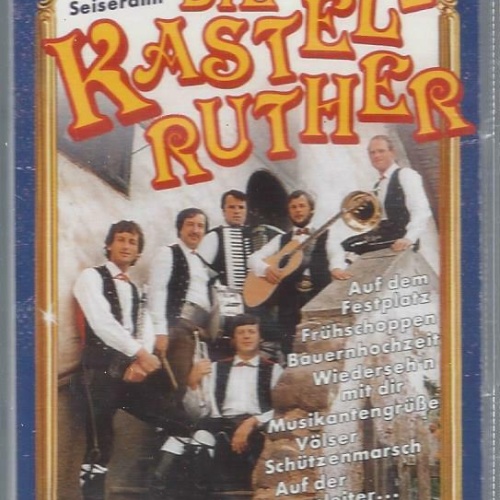 Seiseralm
DIE
KASTEL-
RUTHER
Auf dem
Festplatz
Frühschoppen
Bauernhochzeit
Wiederseh'n
mit dir
Musikantengrüße
Völser
Schützenmarsch
Auf der